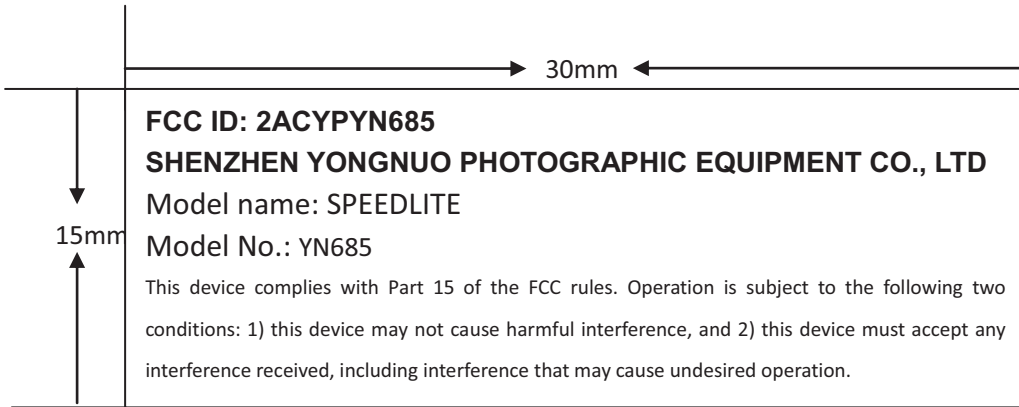 30mm
FCC ID: 2ACYPYN685
SHENZHEN YONGNUO PHOTOGRAPHIC EQUIPMENT CO., LTD
Model name: SPEEDLITE
15mm
Model No.: YN685
This device complies with Part 15 of the FCC rules. Operation is subject to the following two
conditions: 1) this device may not cause harmful interference, and 2) this device must accept any
interference received, including interference that may cause undesired operation.